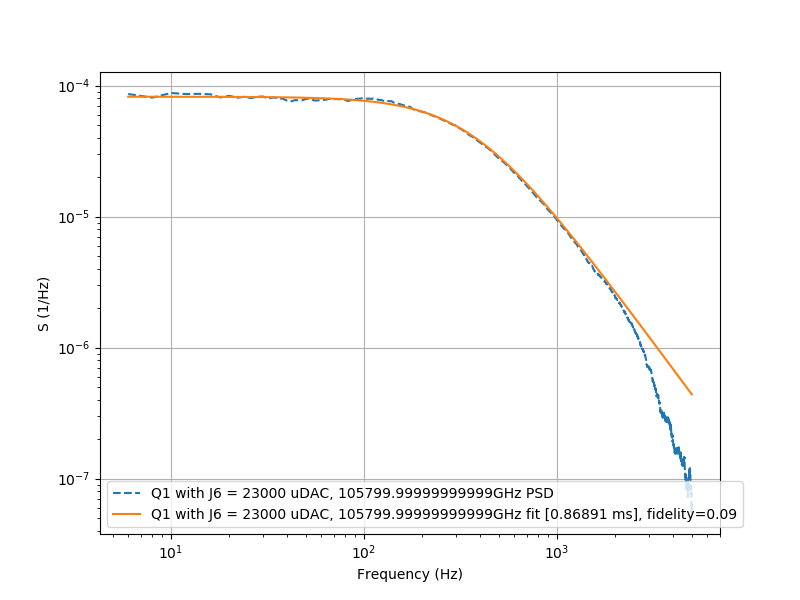 10⁻⁴
10⁻⁵
10⁻⁶
10⁻⁷
S (1/Hz)
Q1 with J6 = 23000 uDAC, 105799.99999999999GHz PSD
Q1 with J6 = 23000 uDAC, 105799.99999999999GHz fit [0.86891 ms], fidelity=0.09
10¹ 10² 10³
Frequency (Hz)